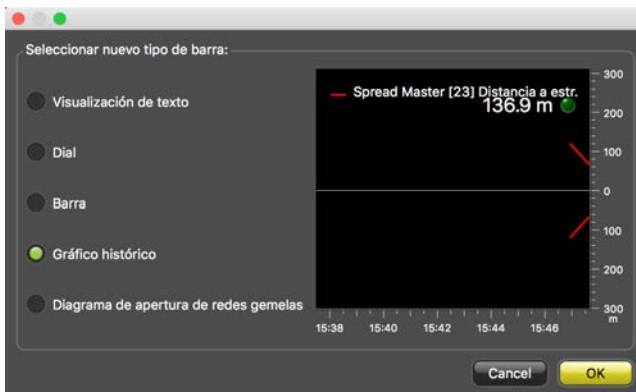 Seleccionar nuevo tipo de barra:
Visualización de texto
Dial
Barra
Gráfico histórico
Diagrama de apertura de redes gemelas
Spread Master [23] Distancia a estr.
136.9 m
300
200
100
0
100
200
300
m
15:38 15:40 15:42 15:44 15:46
Cancel OK